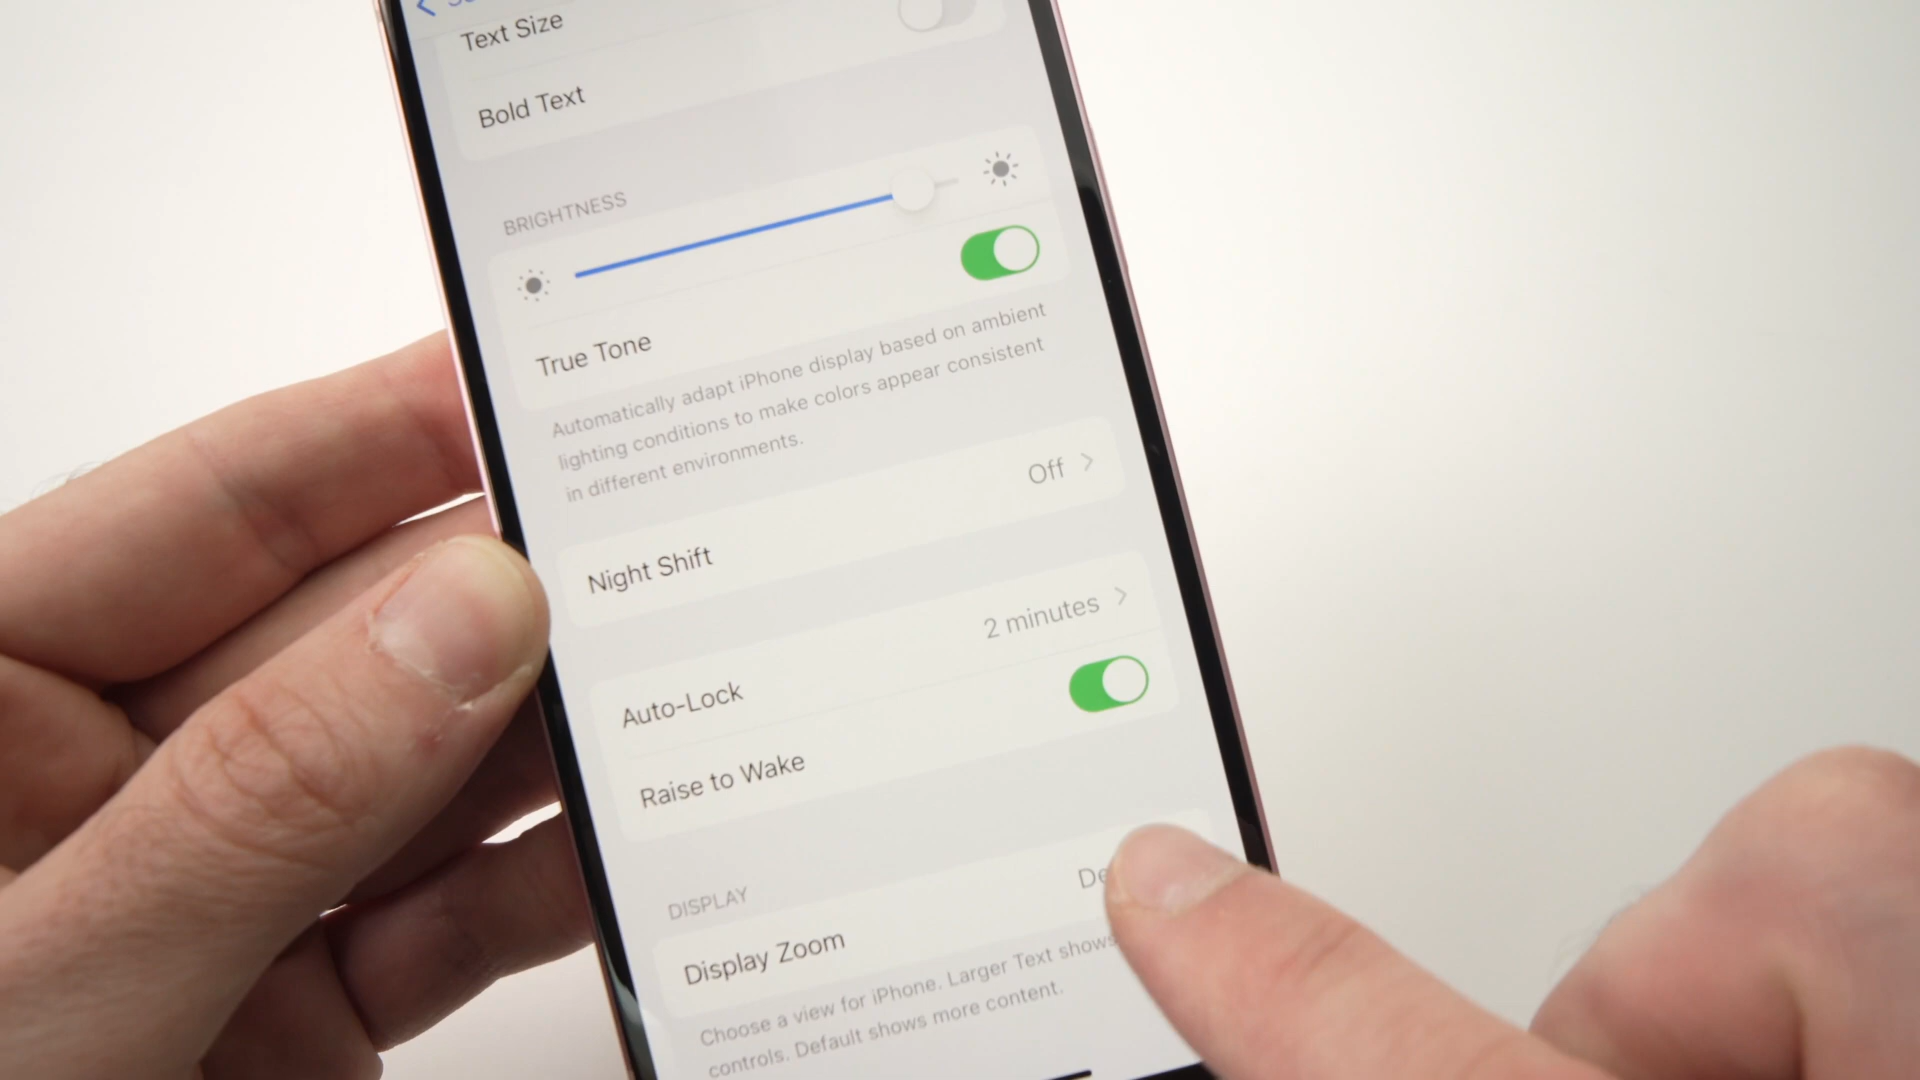 Text Size
Bold Text
BRIGHTNESS
True Tone
Automatically adapt iPhone display based on ambient
lighting conditions to make colors appear consistent
in different environments.
Night Shift Off
Auto-Lock 2 minutes
Raise to Wake
DISPLAY
Display Zoom
Choose a view for iPhone. Larger Text shows
controls. Default shows more content.